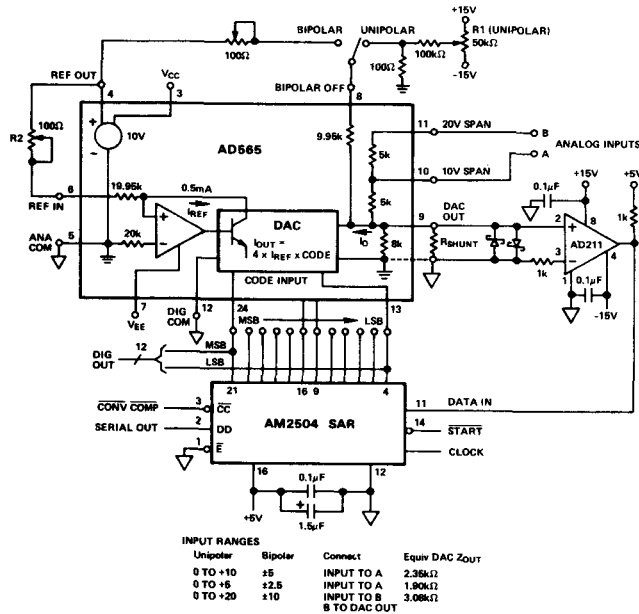 +15V
BIPOLAR
UNIPOLAR
R1 (UNIPOLAR)
50kΩ
100Ω
100kΩ
100Ω
-15V
REF OUT
VCC
4
3
BIPOLAR OFF
8
100Ω
R2
+
10V
-
AD565
9.95k
11
20V SPAN
B
5k
ANALOG INPUTS
10
10V SPAN
A
6
19.95k
0.5mA
5k
+15V
+5V
REF IN
IREF
DAC
0.1µF
1k
9
DAC
OUT
8
ANA
COM
5
20k
+
-
IOUT =
4 × IREF × CODE
IO
8k
RSHUNT
2
+
AD211
3
-
4
CODE INPUT
1k
1
0.1µF
7
VEE
DIG
COM
12
24
13
-15V
MSB
LSB
DIG
OUT
12
MSB
LSB
21
16
9
4
CONV COMP
3
CC
11
DATA IN
AM2504 SAR
SERIAL OUT
2
DD
14
START
1
E
CLOCK
16
12
0.1µF
+5V
+
1.5µF
INPUT RANGES
Unipolar Bipolar Connect Equiv DAC ZOUT
0 TO +10 ±5 INPUT TO A 2.35kΩ
0 TO +5 ±2.5 INPUT TO A 1.90kΩ
0 TO +20 ±10 INPUT TO B 3.08kΩ
B TO DAC OUT